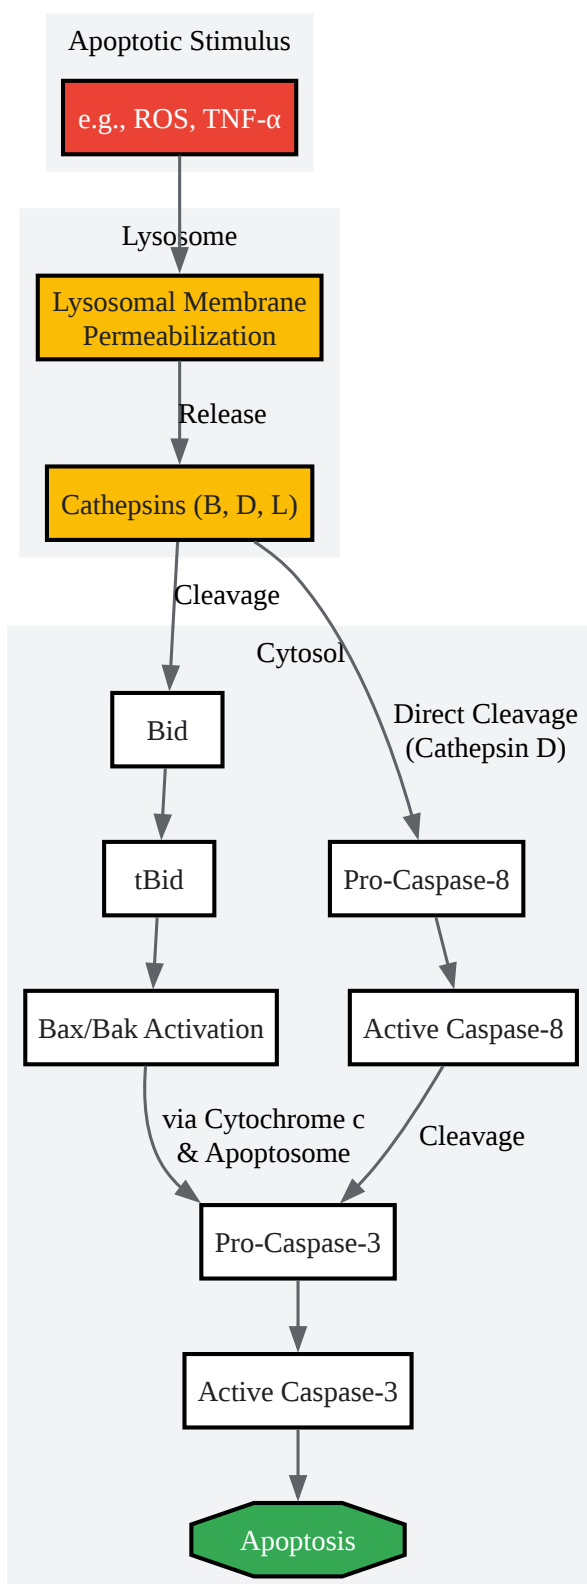 Apoptotic Stimulus
e.g., ROS, TNF-α
Lysosome
Lysosomal Membrane
Permeabilization
Release
Cathepsins (B, D, L)
Cleavage
Cytosol
Direct Cleavage
(Cathepsin D)
Bid
tBid
Pro-Caspase-8
Bax/Bak Activation
Active Caspase-8
via Cytochrome c
& Apoptosome
Cleavage
Pro-Caspase-3
Active Caspase-3
Apoptosis